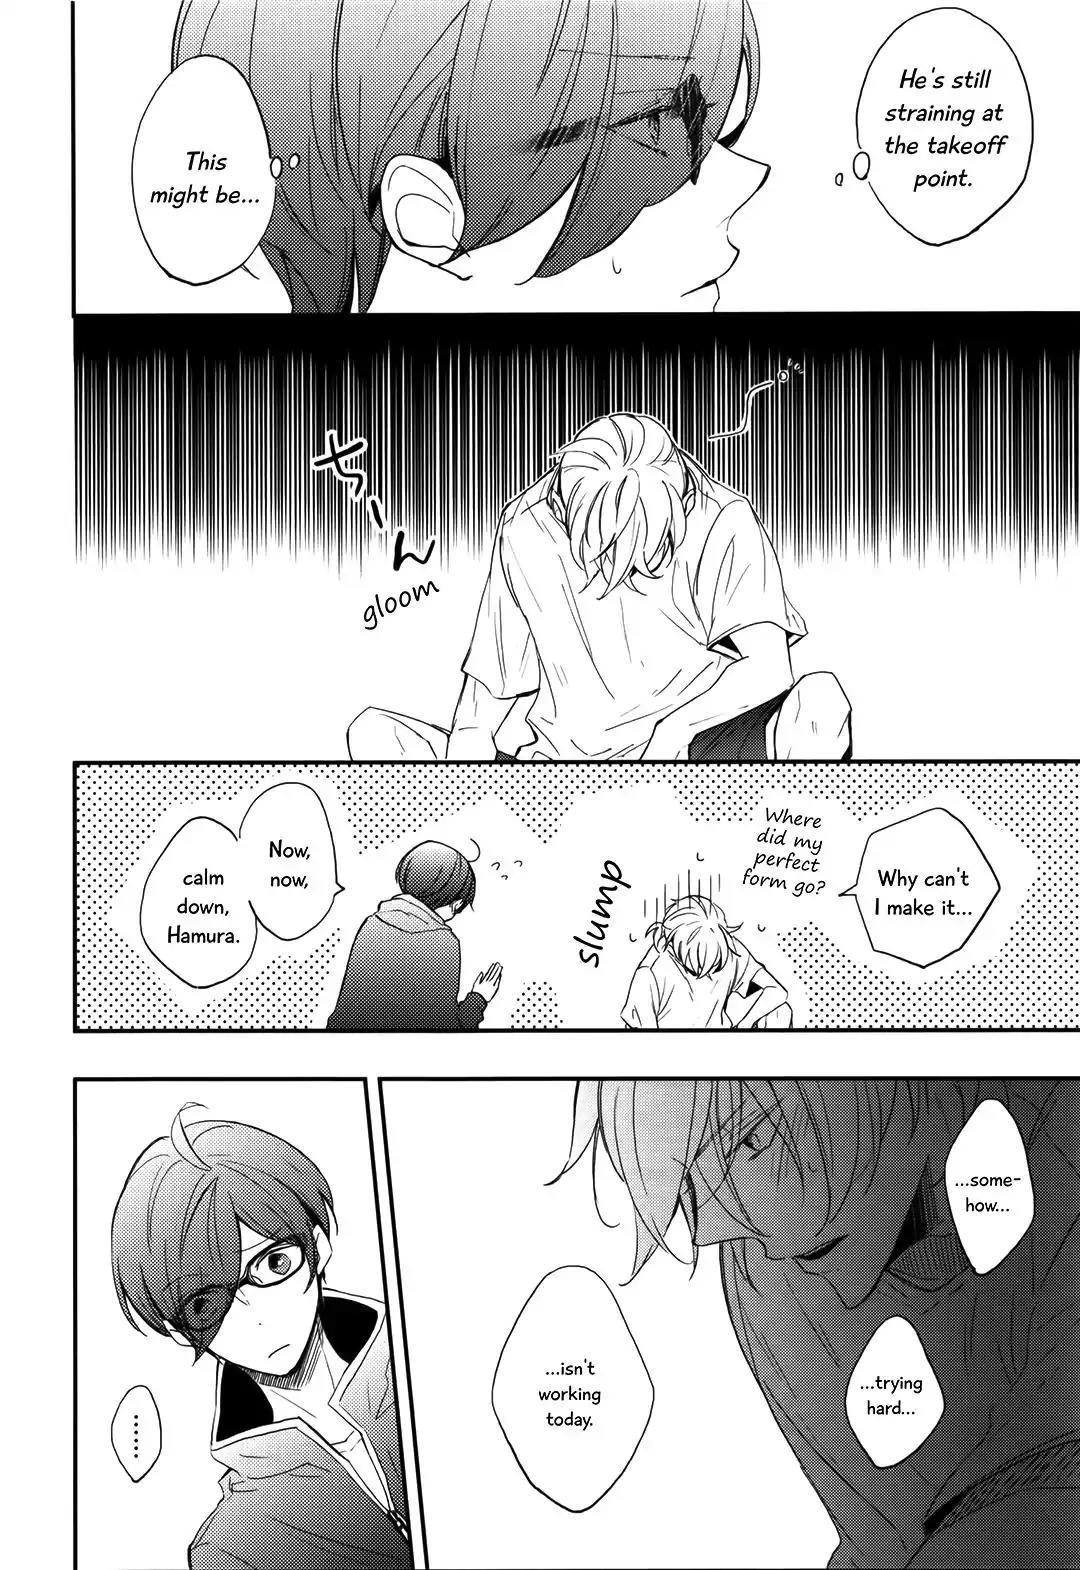 He's still
straining at
the takeoff
point.
This
might be...
ちーん
gloom
Why can't
I make it...
Where
did my
perfect
form go?
slump
Now,
now,
calm
down,
Hamura.
...some-
how...
...trying
hard...
...isn't
working
today.
......